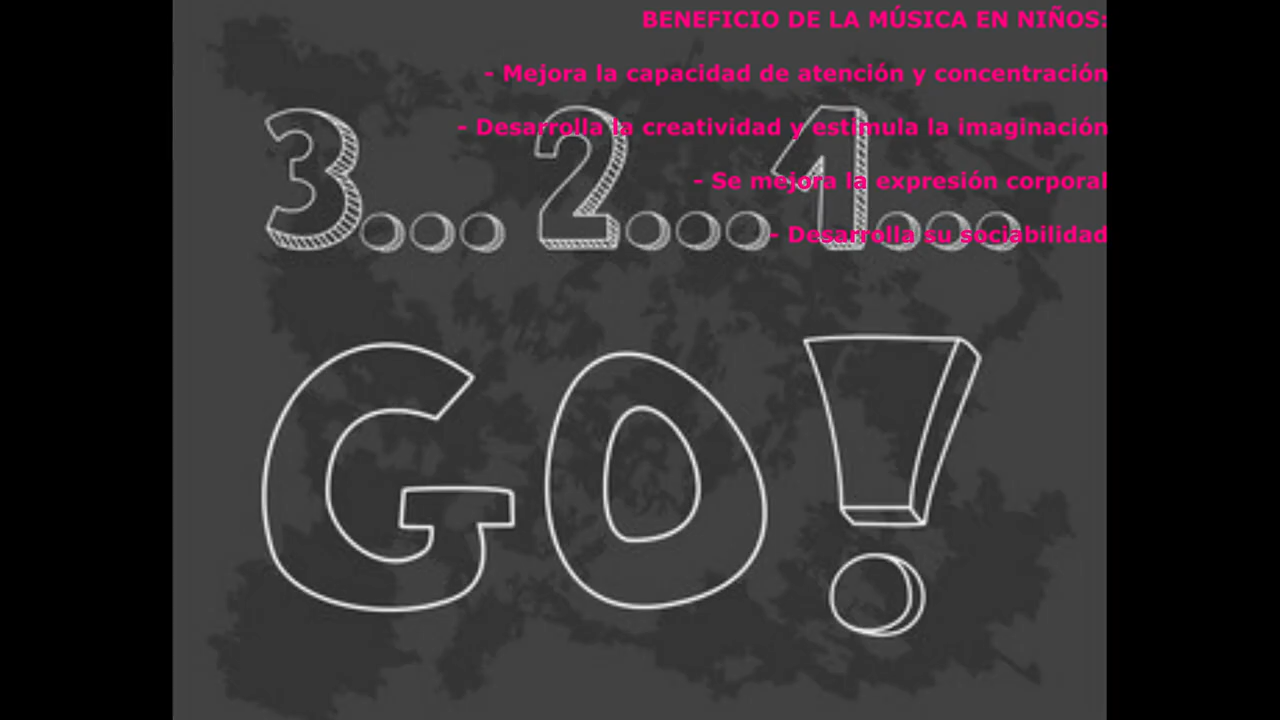 BENEFICIO DE LA MÚSICA EN NIÑOS:
- Mejora la capacidad de atención y concentración
- Desarrolla la creatividad y estimula la imaginación
- Se mejora la expresión corporal
- Desarrolla su sociabilidad
3... 2... 1...
GO!